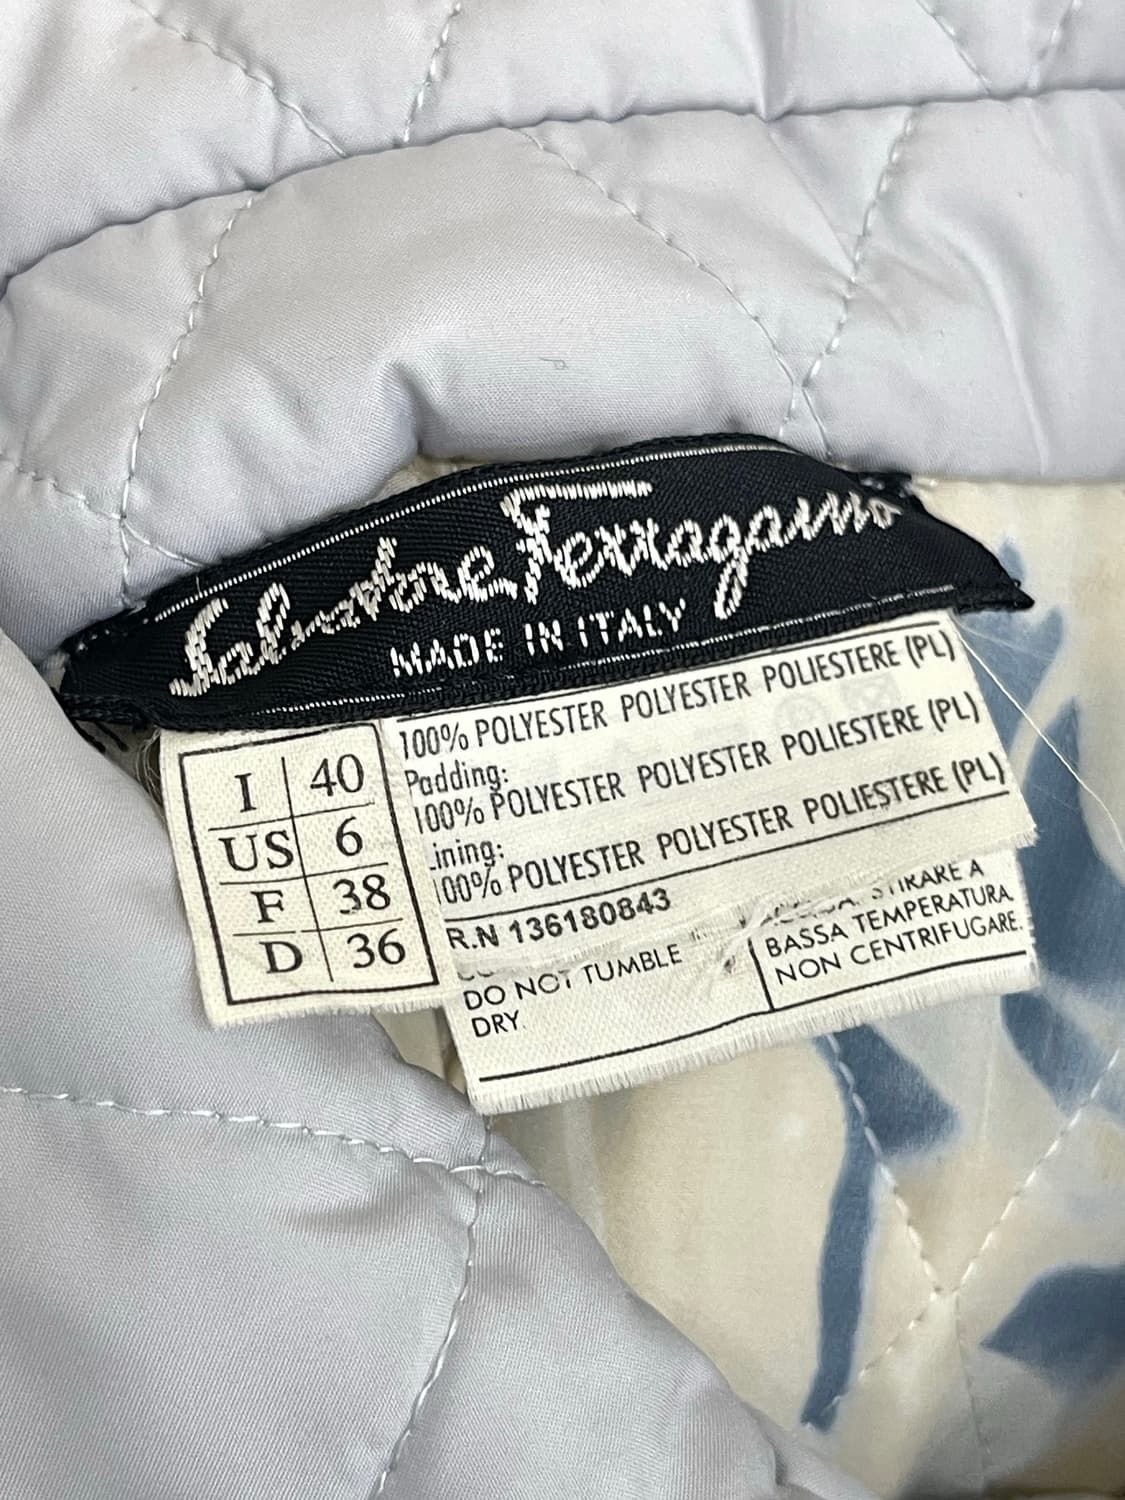 Salvatore Ferragamo
MADE IN ITALY
I 40
US 6
F 38
D 36
100% POLYESTER POLYESTER POLIESTERE (PL)
Padding:
100% POLYESTER POLYESTER POLIESTERE (PL)
ining:
100% POLYESTER POLYESTER POLIESTERE (PL)
R.N 136180843
DO NOT TUMBLE
DRY.
STIRARE A
BASSA TEMPERATURA.
NON CENTRIFUGARE.